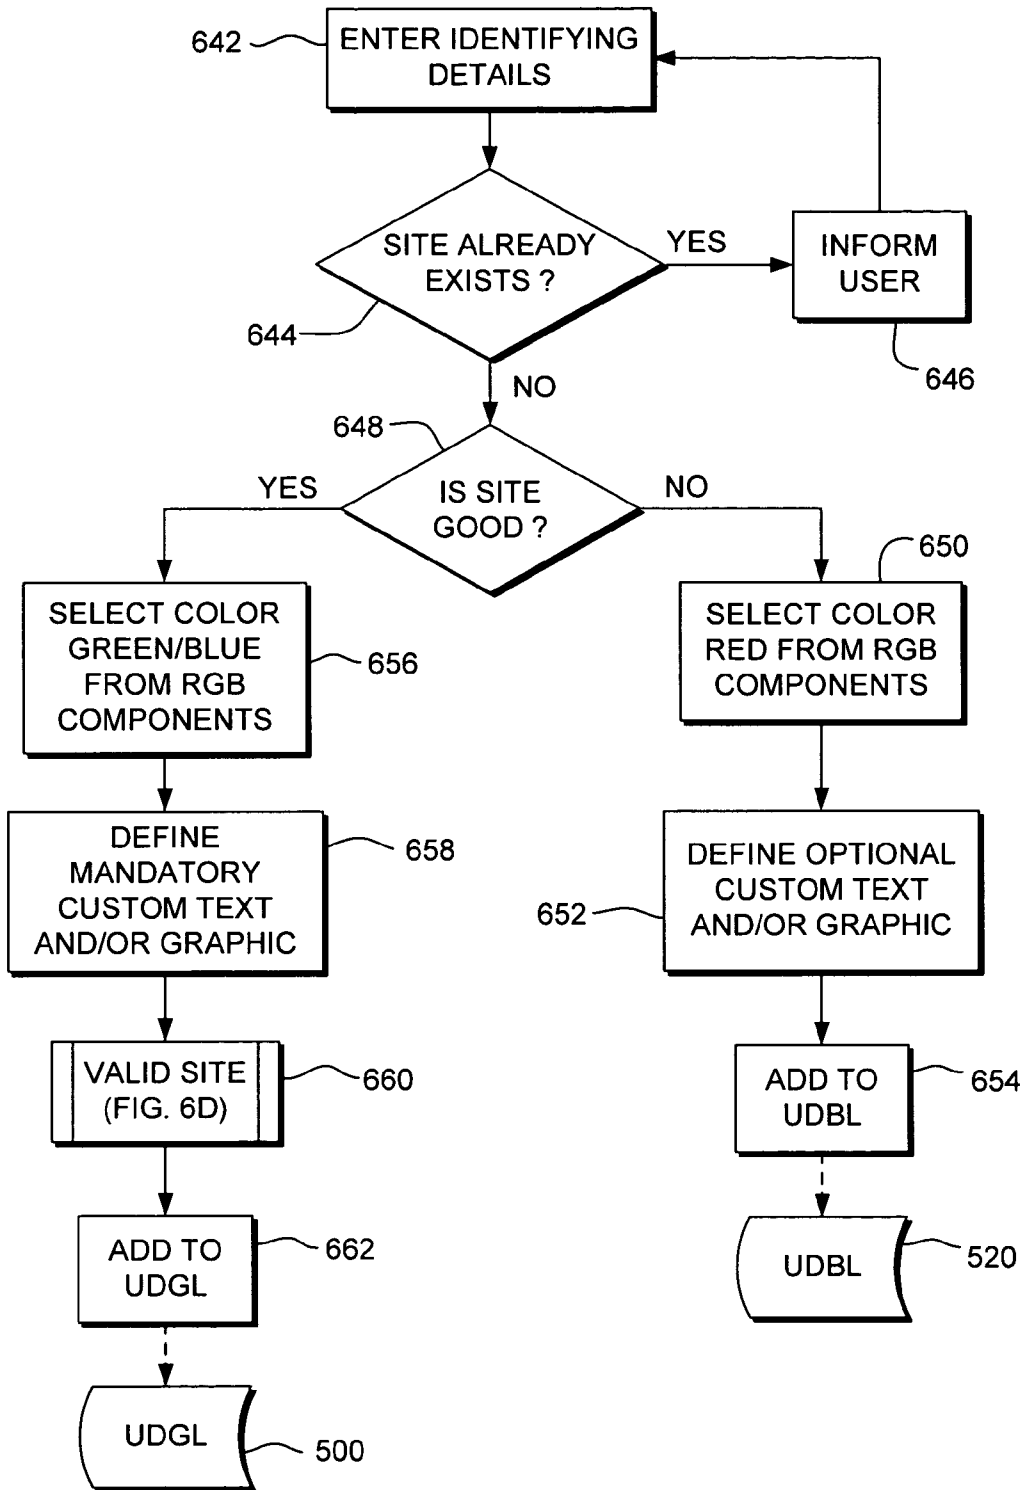 642
ENTER IDENTIFYING
DETAILS
SITE ALREADY
EXISTS ?
YES
INFORM
USER
644
646
NO
648
IS SITE
GOOD ?
YES
NO
650
SELECT COLOR
GREEN/BLUE
FROM RGB
COMPONENTS
656
SELECT COLOR
RED FROM RGB
COMPONENTS
DEFINE
MANDATORY
CUSTOM TEXT
AND/OR GRAPHIC
658
DEFINE OPTIONAL
CUSTOM TEXT
AND/OR GRAPHIC
652
VALID SITE
(FIG. 6D)
660
ADD TO
UDBL
654
ADD TO
UDGL
662
UDBL
520
UDGL
500